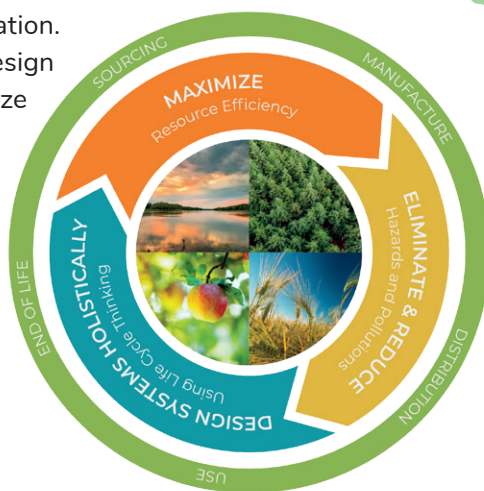 ation.
esign
ze
SOURCING
MANUFACTURE
DISTRIBUTION
USE
END OF LIFE
MAXIMIZE
Resource Efficiency
ELIMINATE & REDUCE
Hazards and Pollutions
DESIGN SYSTEMS HOLISTICALLY
Using Life Cycle Thinking